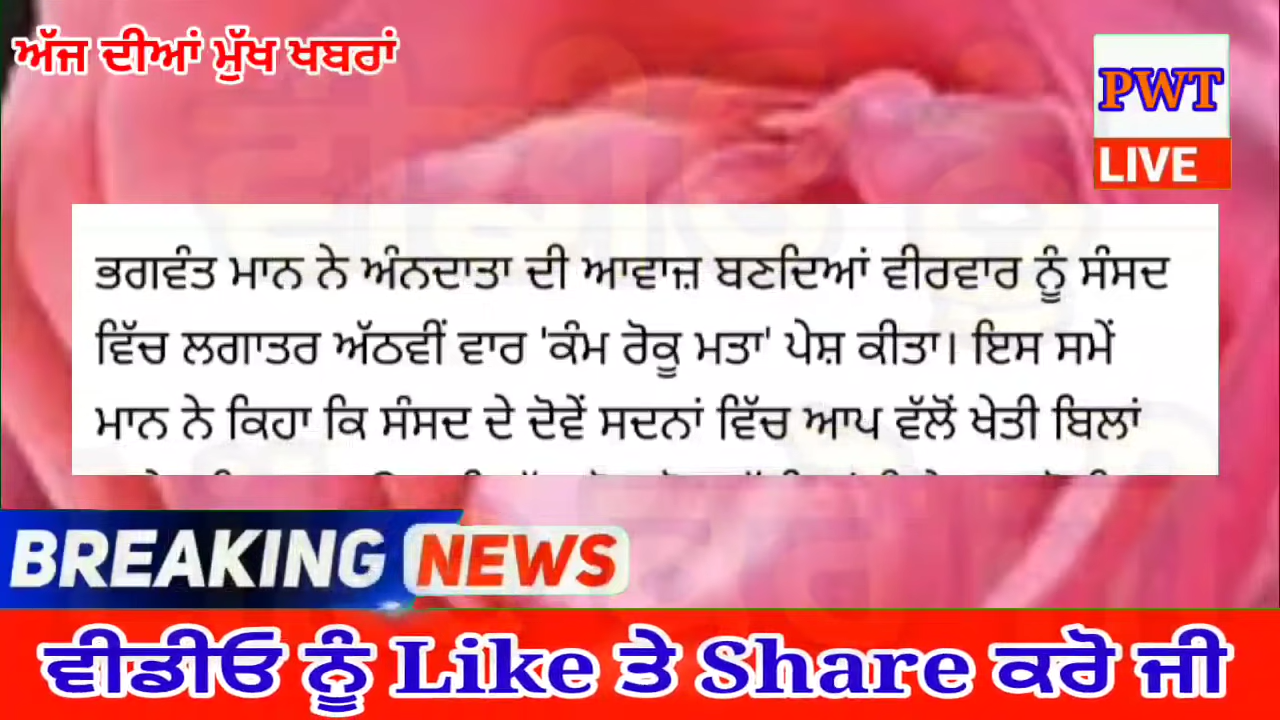 ਅੱਜ ਦੀਆਂ ਮੁੱਖ ਖਬਰਾਂ
PWT
LIVE
ਭਗਵੰਤ ਮਾਨ ਨੇ ਅੰਨਦਾਤਾ ਦੀ ਆਵਾਜ਼ ਬਣਦਿਆਂ ਵੀਰਵਾਰ ਨੂੰ ਸੰਸਦ
ਵਿੱਚ ਲਗਾਤਰ ਅੱਠਵੀਂ ਵਾਰ 'ਕੰਮ ਰੋਕੂ ਮਤਾ' ਪੇਸ਼ ਕੀਤਾ। ਇਸ ਸਮੇਂ
ਮਾਨ ਨੇ ਕਿਹਾ ਕਿ ਸੰਸਦ ਦੇ ਦੋਵੇਂ ਸਦਨਾਂ ਵਿੱਚ ਆਪ ਵੱਲੋਂ ਖੇਤੀ ਬਿਲਾਂ
BREAKING NEWS
ਵੀਡੀਓ ਨੂੰ Like ਤੇ Share ਕਰੋ ਜੀ